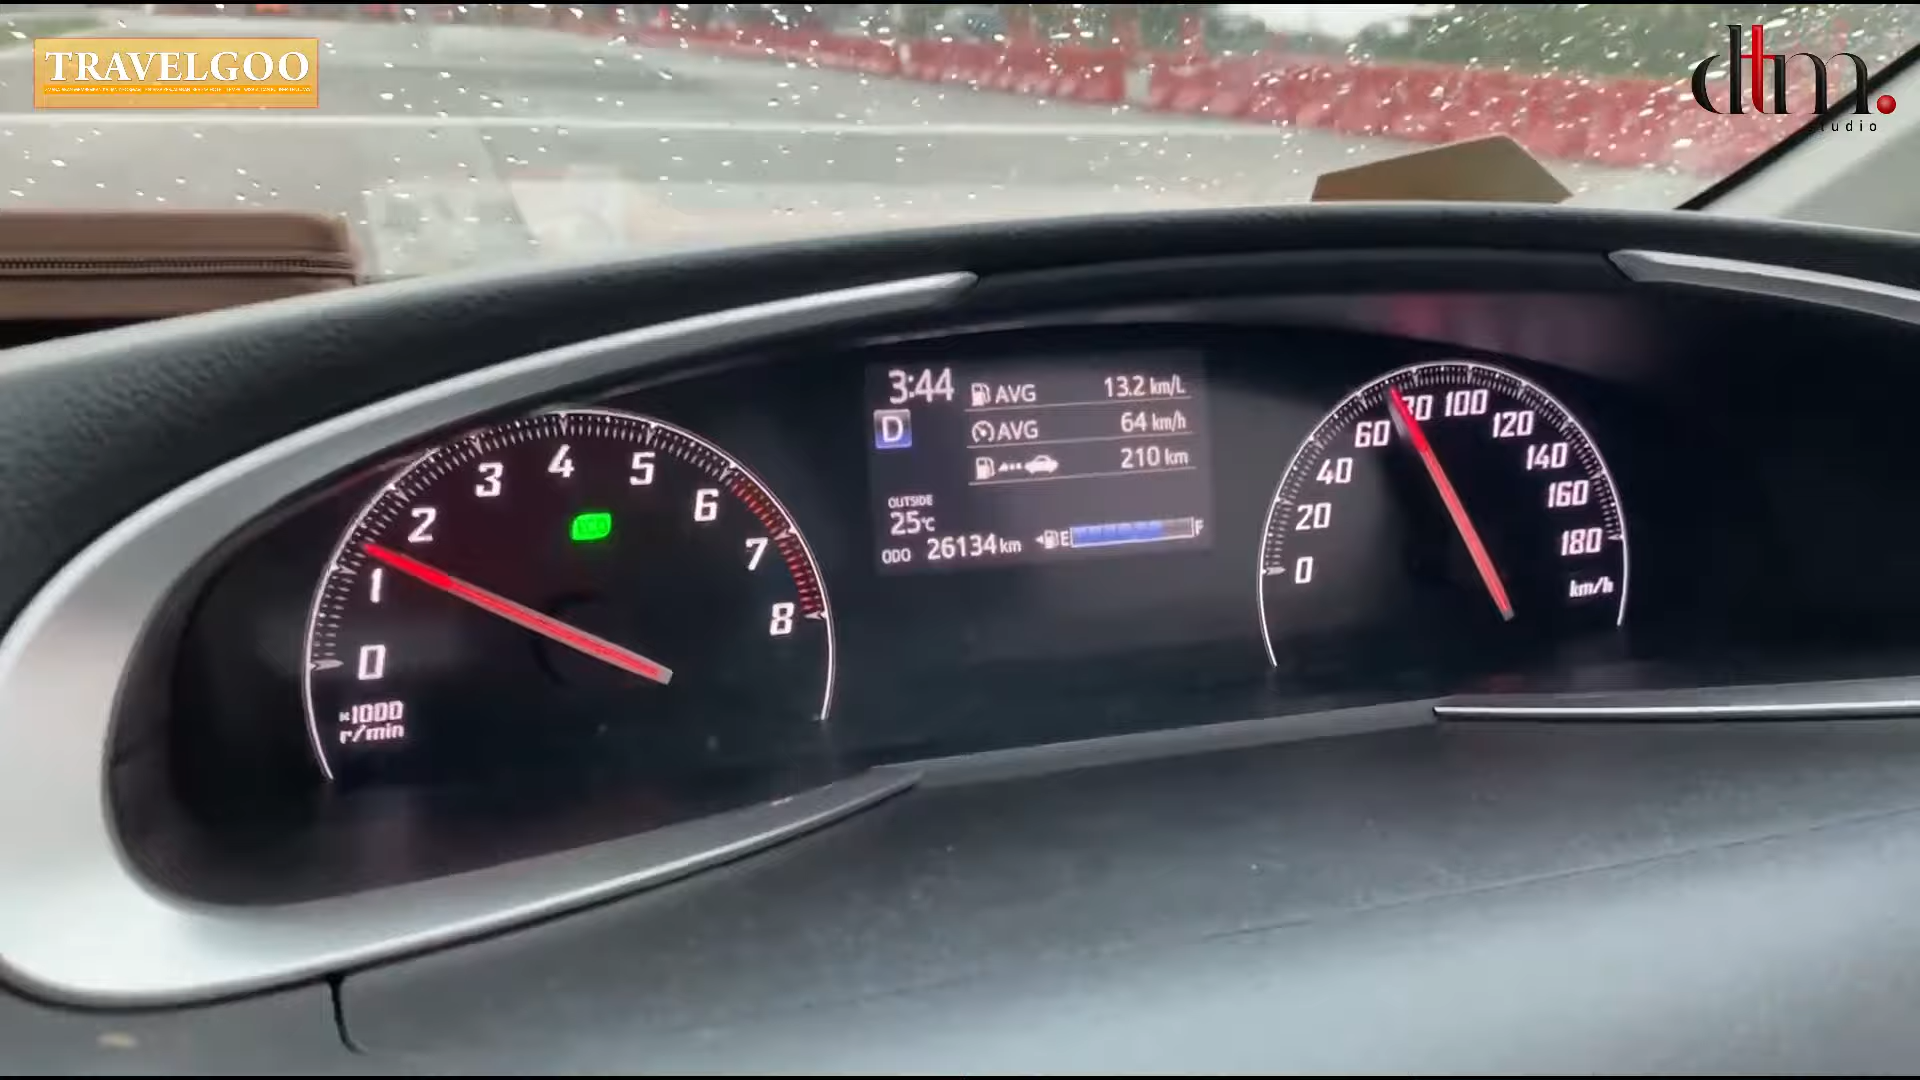 TRAVELGOO
dtm.
studio
3:44
AVG 13.2 km/L
D
AVG 64 km/h
210 km
OUTSIDE
25°C
ODO 26134 km
E F
0 1 2 3 4 5 6 7 8
×1000
r/min
ECO
0 20 40 60 80 100 120 140 160 180
km/h